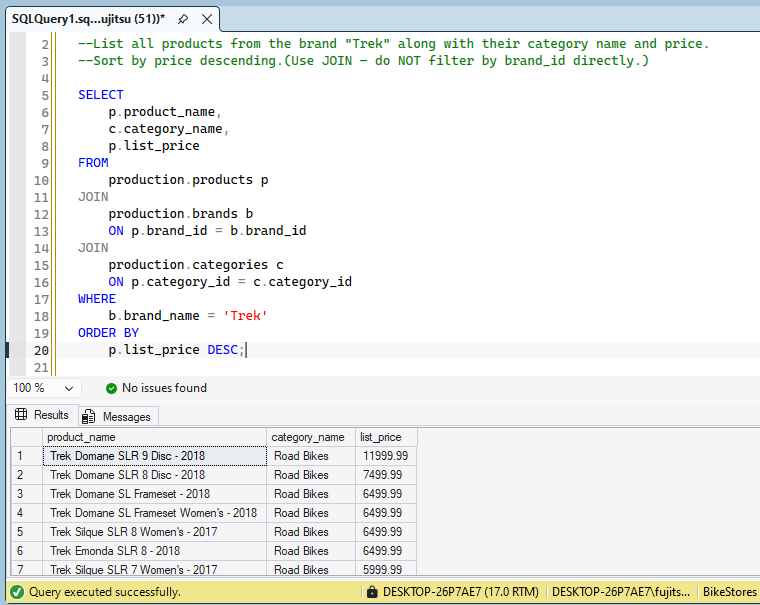 SQLQuery1.sq...ujitsu (51))*
2 --List all products from the brand "Trek" along with their category name and price.
3 --Sort by price descending.(Use JOIN — do NOT filter by brand_id directly.)
4
5 SELECT
6 p.product_name,
7 c.category_name,
8 p.list_price
9 FROM
10 production.products p
11 JOIN
12 production.brands b
13 ON p.brand_id = b.brand_id
14 JOIN
15 production.categories c
16 ON p.category_id = c.category_id
17 WHERE
18 b.brand_name = 'Trek'
19 ORDER BY
20 p.list_price DESC;
21
100 % No issues found
Results Messages
product_name category_name list_price
1 Trek Domane SLR 9 Disc - 2018 Road Bikes 11999.99
2 Trek Domane SLR 8 Disc - 2018 Road Bikes 7499.99
3 Trek Domane SL Frameset - 2018 Road Bikes 6499.99
4 Trek Domane SL Frameset Women's - 2018 Road Bikes 6499.99
5 Trek Silque SLR 8 Women's - 2017 Road Bikes 6499.99
6 Trek Emonda SLR 8 - 2018 Road Bikes 6499.99
7 Trek Silque SLR 7 Women's - 2017 Road Bikes 5999.99
Query executed successfully. DESKTOP-26P7AE7 (17.0 RTM) DESKTOP-26P7AE7\fujits... BikeStores